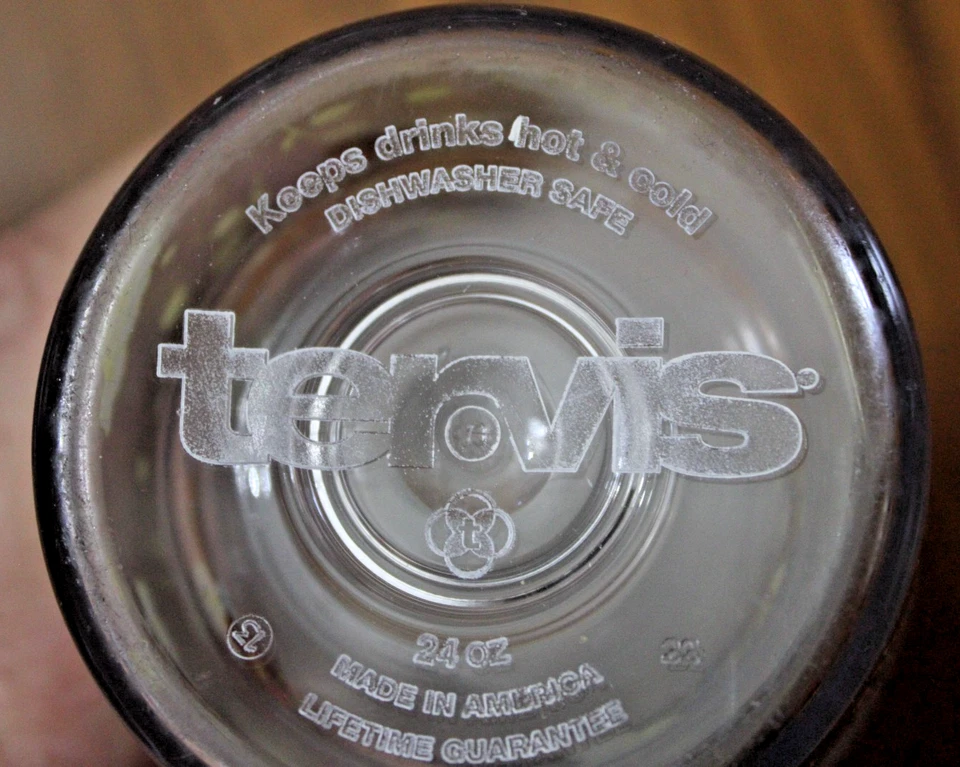 Keeps drinks hot & cold
DISHWASHER SAFE
tervis
t
24 OZ
MADE IN AMERICA
LIFETIME GUARANTEE